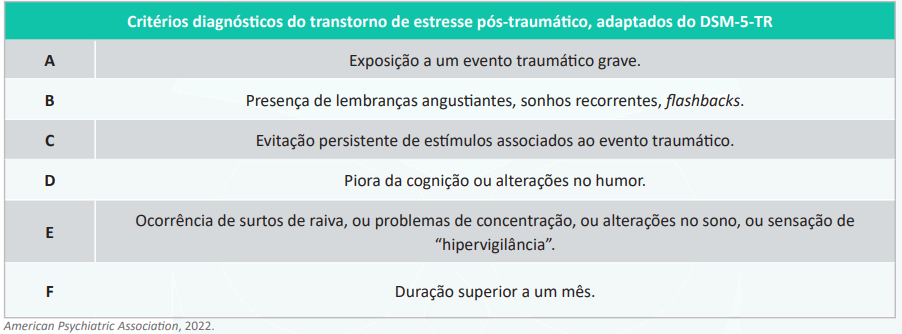 Critérios diagnósticos do transtorno de estresse pós-traumático, adaptados do DSM-5-TR
A Exposição a um evento traumático grave.
B Presença de lembranças angustiantes, sonhos recorrentes, flashbacks.
C Evitação persistente de estímulos associados ao evento traumático.
D Piora da cognição ou alterações no humor.
E Ocorrência de surtos de raiva, ou problemas de concentração, ou alterações no sono, ou sensação de
“hipervigilância”.
F Duração superior a um mês.
American Psychiatric Association, 2022.